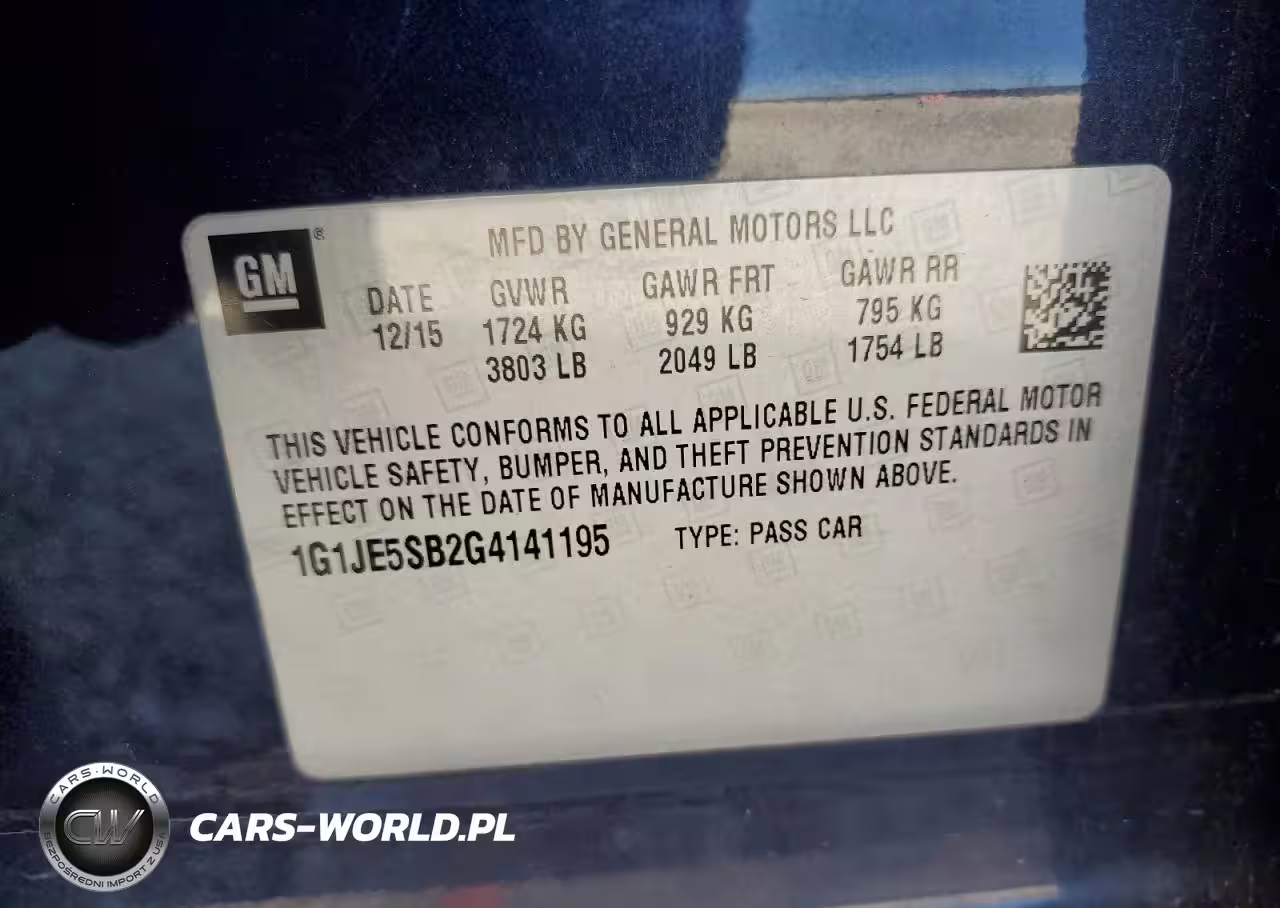 GM ®
MFD BY GENERAL MOTORS LLC
DATE GVWR GAWR FRT GAWR RR
12/15 1724 KG 929 KG 795 KG
3803 LB 2049 LB 1754 LB
THIS VEHICLE CONFORMS TO ALL APPLICABLE U.S. FEDERAL MOTOR
VEHICLE SAFETY, BUMPER, AND THEFT PREVENTION STANDARDS IN
EFFECT ON THE DATE OF MANUFACTURE SHOWN ABOVE.
1G1JE5SB2G4141195 TYPE: PASS CAR
CARS-WORLD
CW
BEZPOŚREDNI IMPORT Z USA
CARS-WORLD.PL